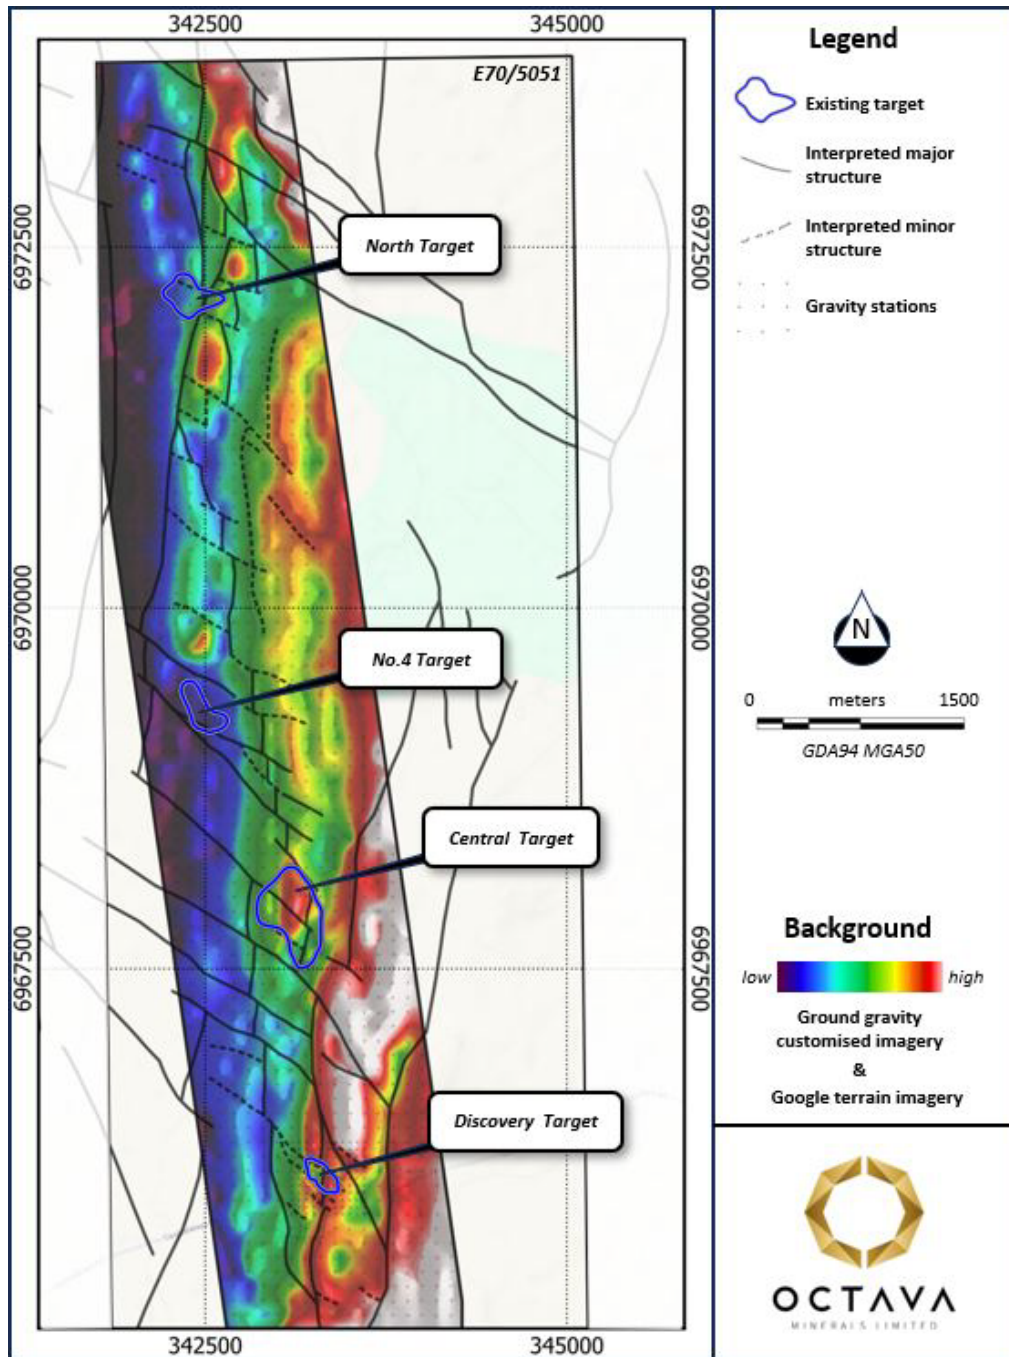 342500
345000
E70/5051
6972500
6972500
North Target
6970000
6970000
No.4 Target
Central Target
6967500
6967500
Discovery Target
342500
345000
Legend
Existing target
Interpreted major
structure
Interpreted minor
structure
Gravity stations
N
0 meters 1500
GDA94 MGA50
Background
low high
Ground gravity
customised imagery
&
Google terrain imagery
OCTAVA
MINERALS LIMITED